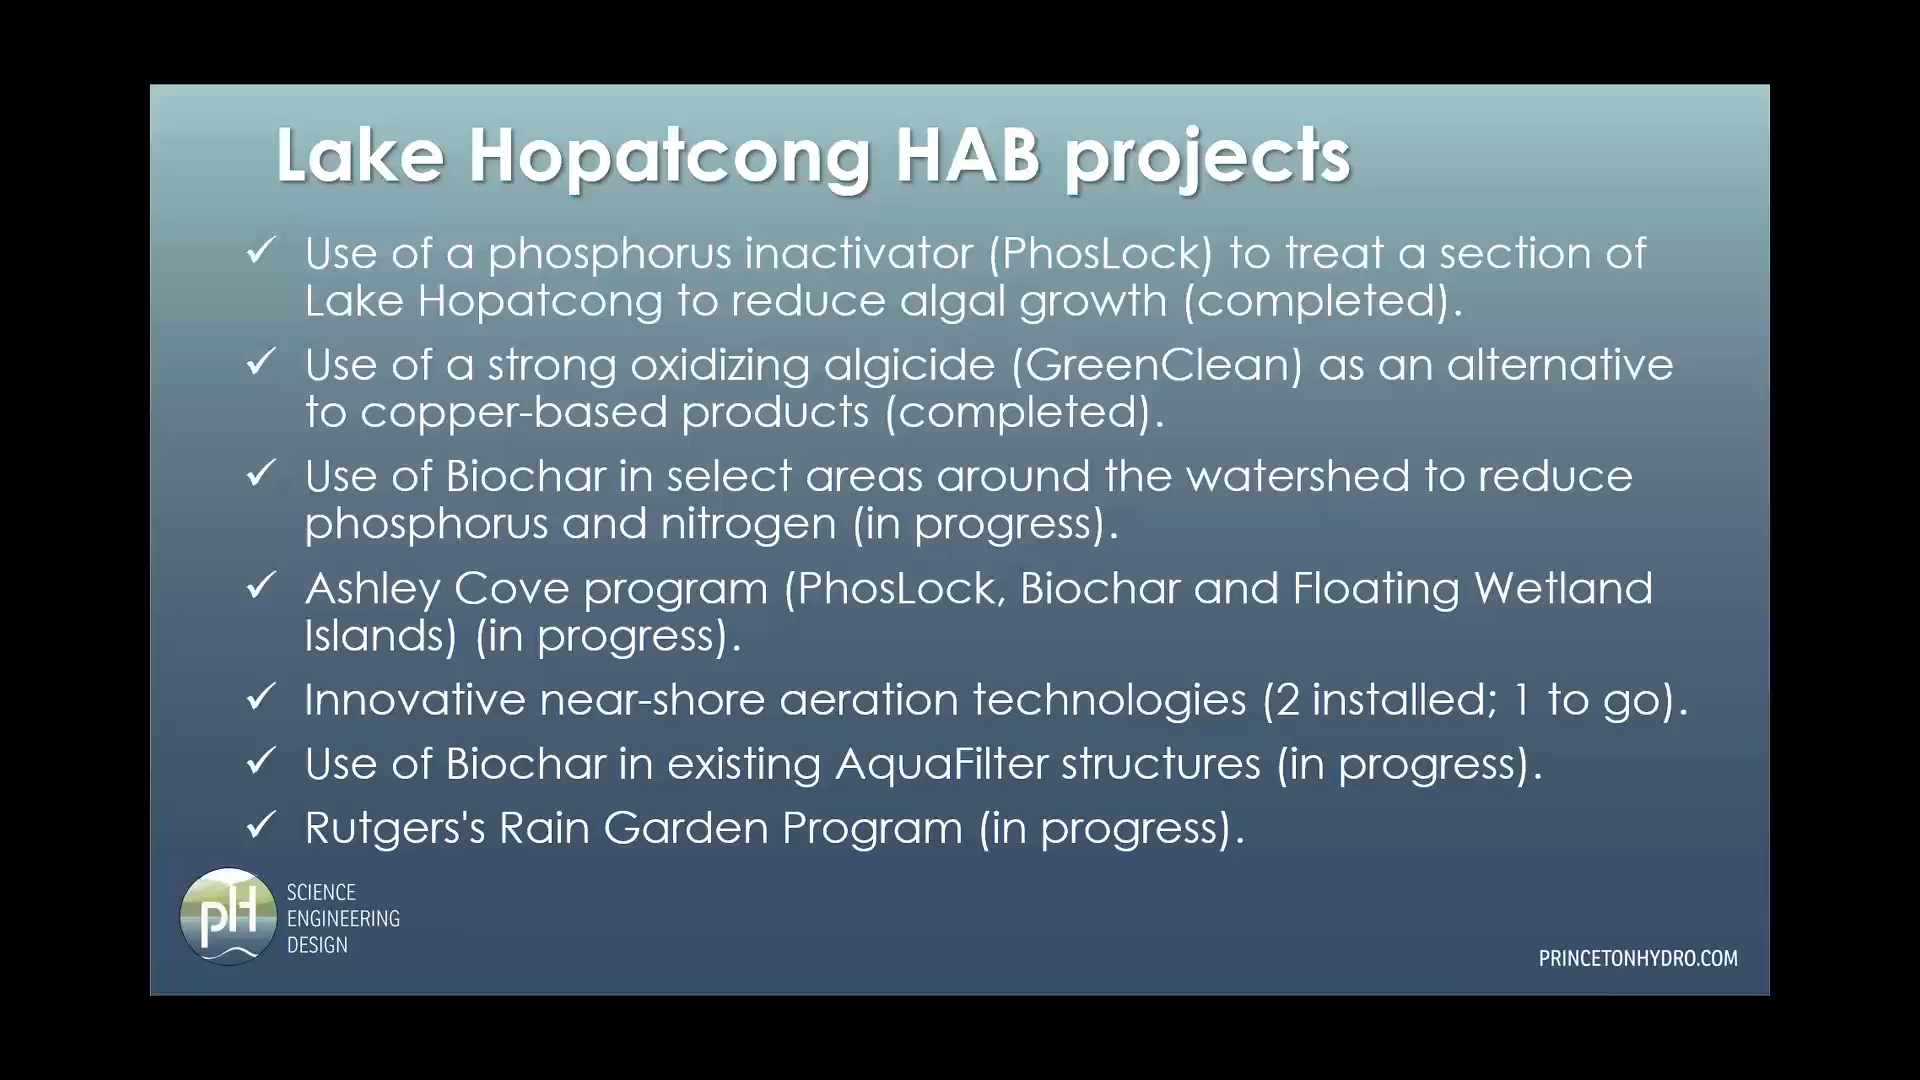 Lake Hopatcong HAB projects
✓ Use of a phosphorus inactivator (PhosLock) to treat a section of
Lake Hopatcong to reduce algal growth (completed).
✓ Use of a strong oxidizing algicide (GreenClean) as an alternative
to copper-based products (completed).
✓ Use of Biochar in select areas around the watershed to reduce
phosphorus and nitrogen (in progress).
✓ Ashley Cove program (PhosLock, Biochar and Floating Wetland
Islands) (in progress).
✓ Innovative near-shore aeration technologies (2 installed; 1 to go).
✓ Use of Biochar in existing AquaFilter structures (in progress).
✓ Rutgers's Rain Garden Program (in progress).
pH
SCIENCE
ENGINEERING
DESIGN
PRINCETONHYDRO.COM